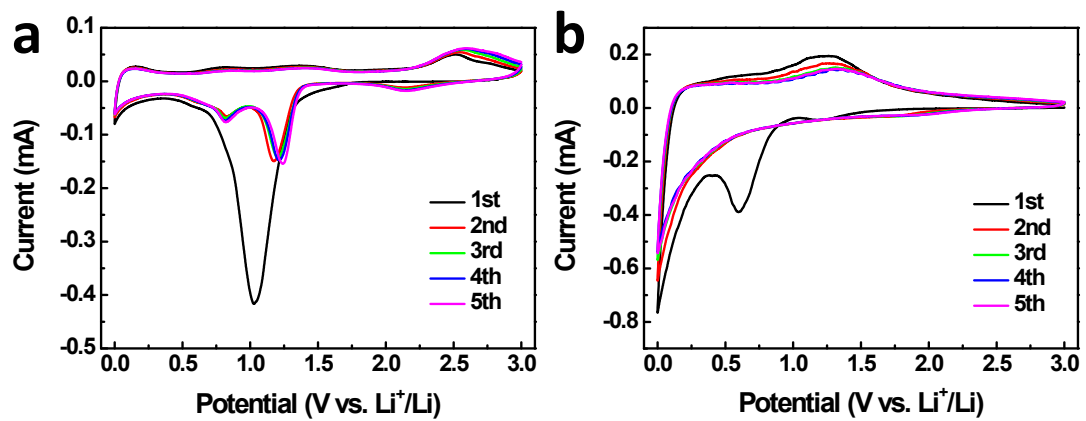 a
0.1
0.0
-0.1
-0.2
-0.3
-0.4
-0.5
Current (mA)
1st
2nd
3rd
4th
5th
0.0 0.5 1.0 1.5 2.0 2.5 3.0
Potential (V vs. Li⁺/Li)
b
0.2
0.0
-0.2
-0.4
-0.6
-0.8
Current (mA)
1st
2nd
3rd
4th
5th
0.0 0.5 1.0 1.5 2.0 2.5 3.0
Potential (V vs. Li⁺/Li)